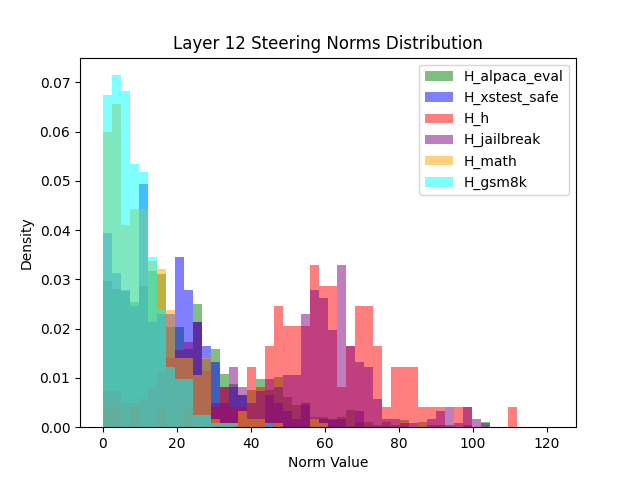 Layer 12 Steering Norms Distribution
H_alpaca_eval
H_xstest_safe
H_h
H_jailbreak
H_math
H_gsm8k
0.07
0.06
0.05
0.04
0.03
0.02
0.01
0.00
Density
0 20 40 60 80 100 120
Norm Value